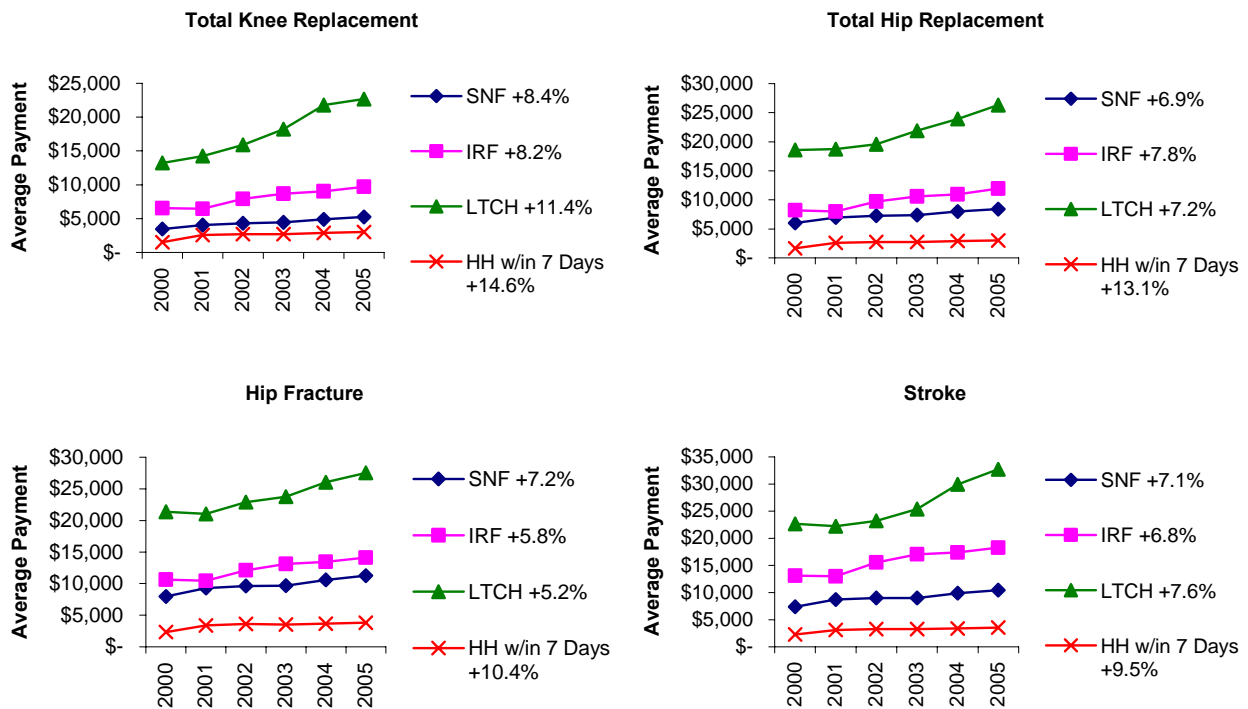 Total Knee Replacement
Average Payment
$25,000
$20,000
$15,000
$10,000
$5,000
$-
2000
2001
2002
2003
2004
2005
SNF +8.4%
IRF +8.2%
LTCH +11.4%
HH w/in 7 Days
+14.6%
Total Hip Replacement
Average Payment
$30,000
$25,000
$20,000
$15,000
$10,000
$5,000
$-
2000
2001
2002
2003
2004
2005
SNF +6.9%
IRF +7.8%
LTCH +7.2%
HH w/in 7 Days
+13.1%
Hip Fracture
Average Payment
$30,000
$25,000
$20,000
$15,000
$10,000
$5,000
$-
2000
2001
2002
2003
2004
2005
SNF +7.2%
IRF +5.8%
LTCH +5.2%
HH w/in 7 Days
+10.4%
Stroke
Average Payment
$35,000
$30,000
$25,000
$20,000
$15,000
$10,000
$5,000
$-
2000
2001
2002
2003
2004
2005
SNF +7.1%
IRF +6.8%
LTCH +7.6%
HH w/in 7 Days
+9.5%